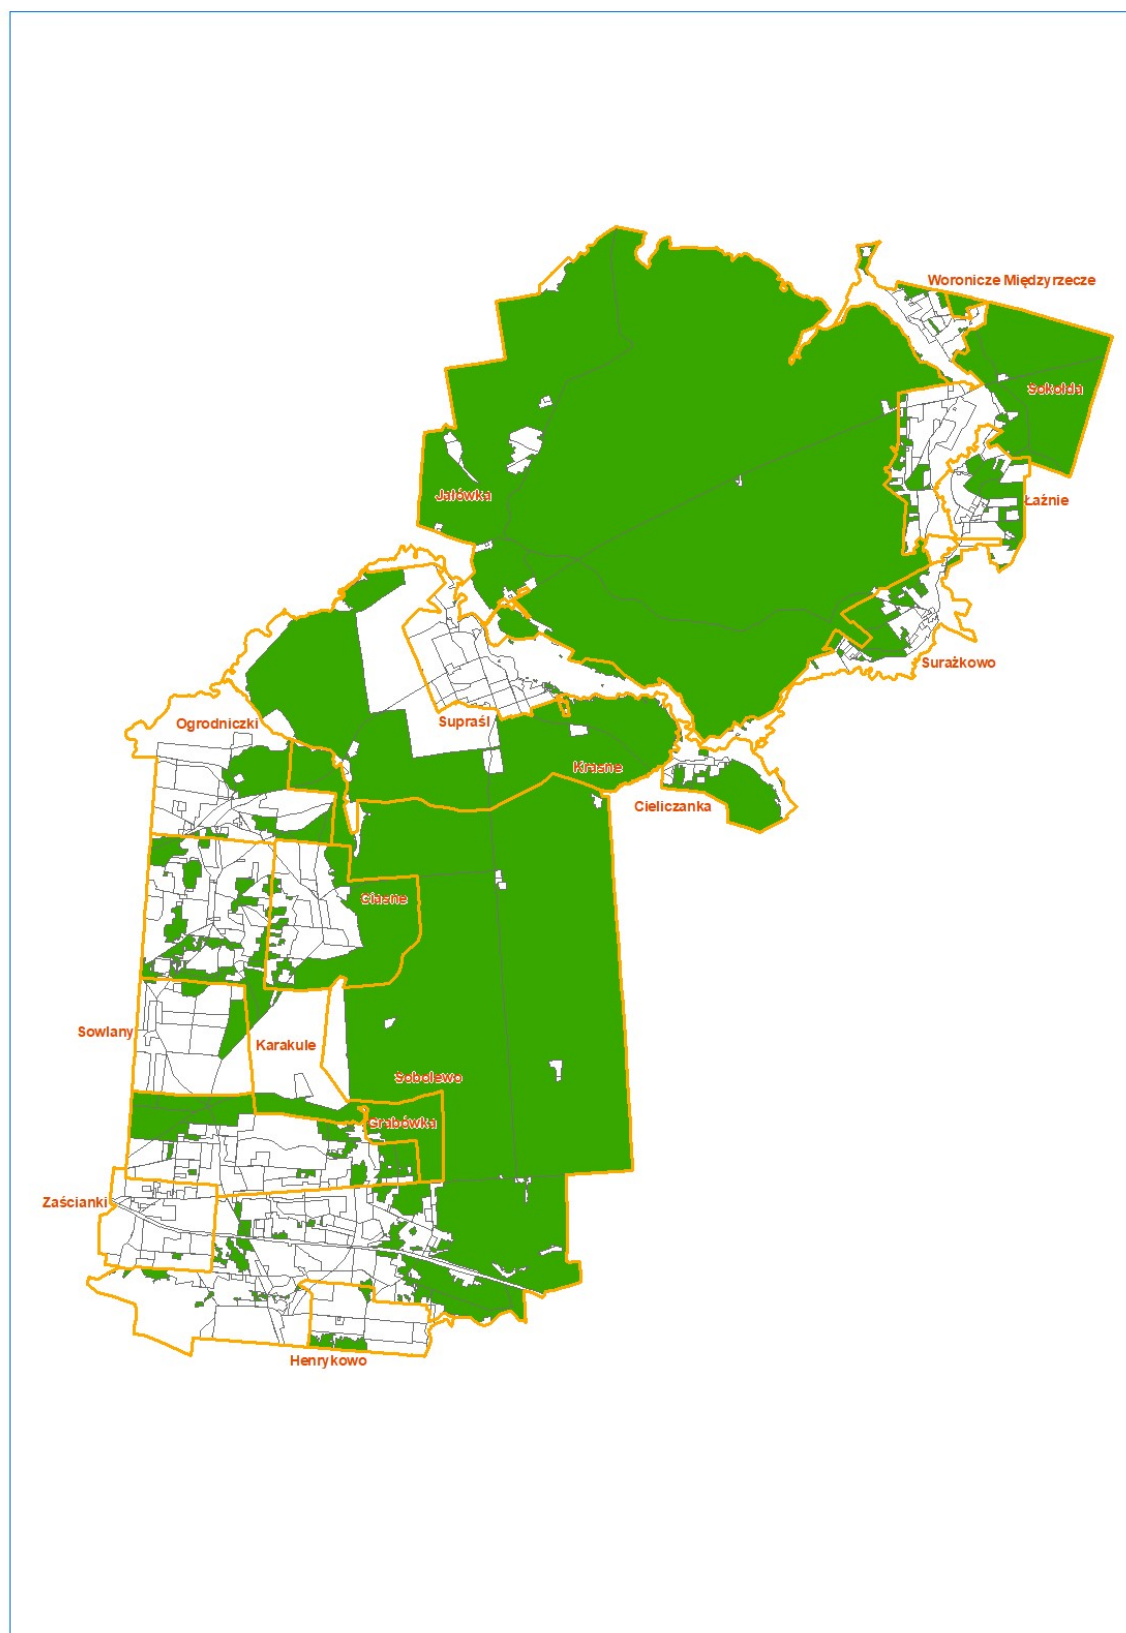 Woronicze Międzyrzecze
Sokołda
Jałówka
Łaźnie
Surażkowo
Ogrodniczki
Supraśl
Krasne
Cieliczanka
Ciasne
Sowlany
Karakule
Sobolewo
Grabówka
Zaścianki
Henrykowo